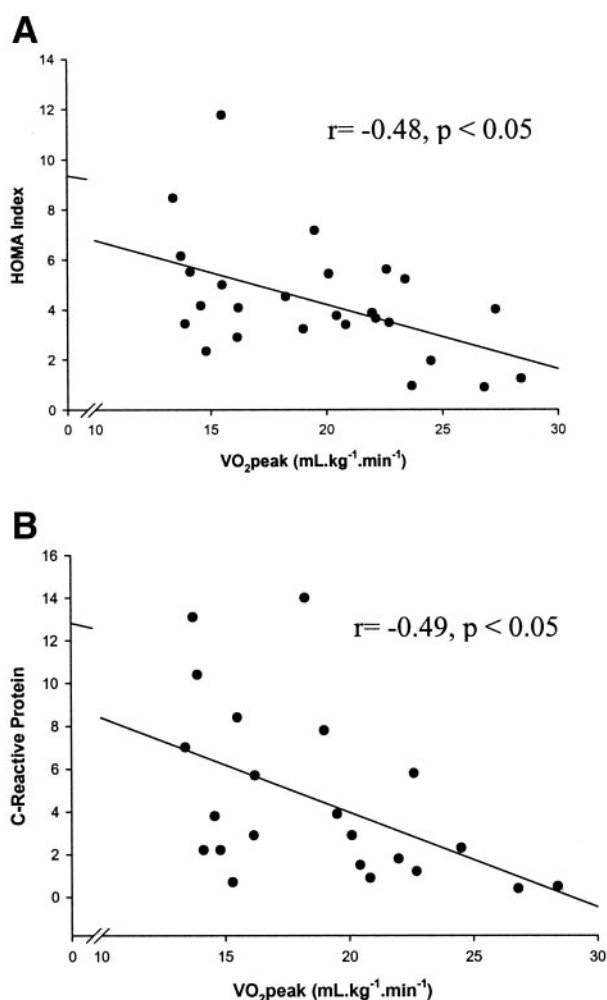 A
14
12
10
8
6
4
2
0
HOMA Index
r= -0.48, p < 0.05
0 10 15 20 25 30
VO₂peak (mL.kg⁻¹.min⁻¹)
B
16
14
12
10
8
6
4
2
0
C-Reactive Protein
r= -0.49, p < 0.05
0 10 15 20 25 30
VO₂peak (mL.kg⁻¹.min⁻¹)